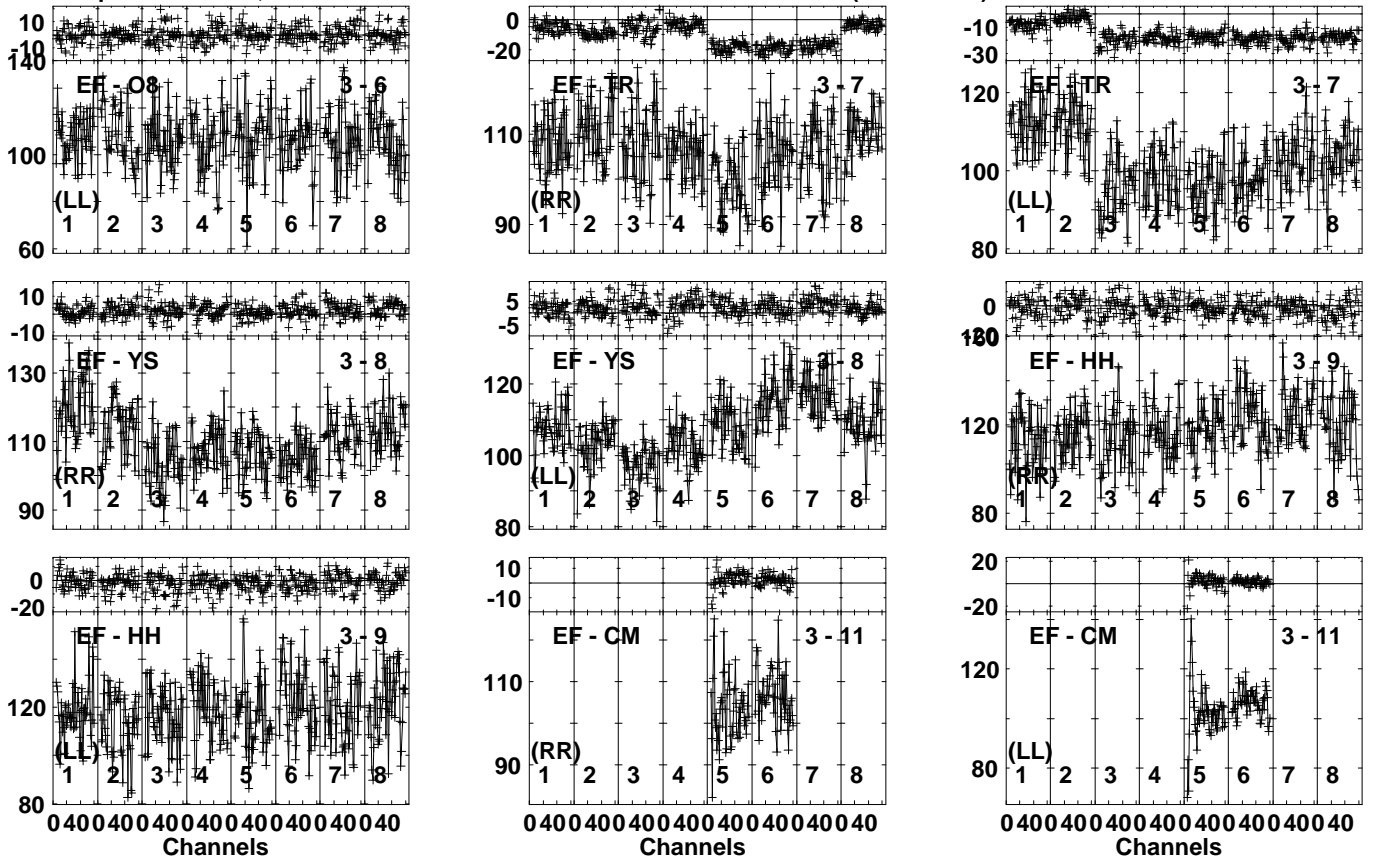 10
-10
140
EF - O8 3 - 6
100
(LL)
1 2 3 4 5 6 7 8
60
0
-20
EF - TR 3 - 7
110
(RR)
1 2 3 4 5 6 7 8
90
-10
-30
120
EF - TR 3 - 7
100
(LL)
1 2 3 4 5 6 7 8
80
10
-10
EF - YS 3 - 8
130
110
(RR)
1 2 3 4 5 6 7 8
90
5
-5
EF - YS 3 - 8
120
100
(LL)
1 2 3 4 5 6 7 8
80
0
EF - HH 3 - 9
120
(RR)
1 2 3 4 5 6 7 8
80
0
-20
EF - HH 3 - 9
120
(LL)
1 2 3 4 5 6 7 8
80
0 40 0 40 0 40 0 40 0 40 0 40 0 40 0 40
Channels
10
-10
EF - CM 3 - 11
110
(RR)
1 2 3 4 5 6 7 8
90
0 40 0 40 0 40 0 40 0 40 0 40 0 40 0 40
Channels
20
-20
EF - CM 3 - 11
120
(LL)
1 2 3 4 5 6 7 8
80
0 40 0 40 0 40 0 40 0 40 0 40 0 40 0 40
Channels